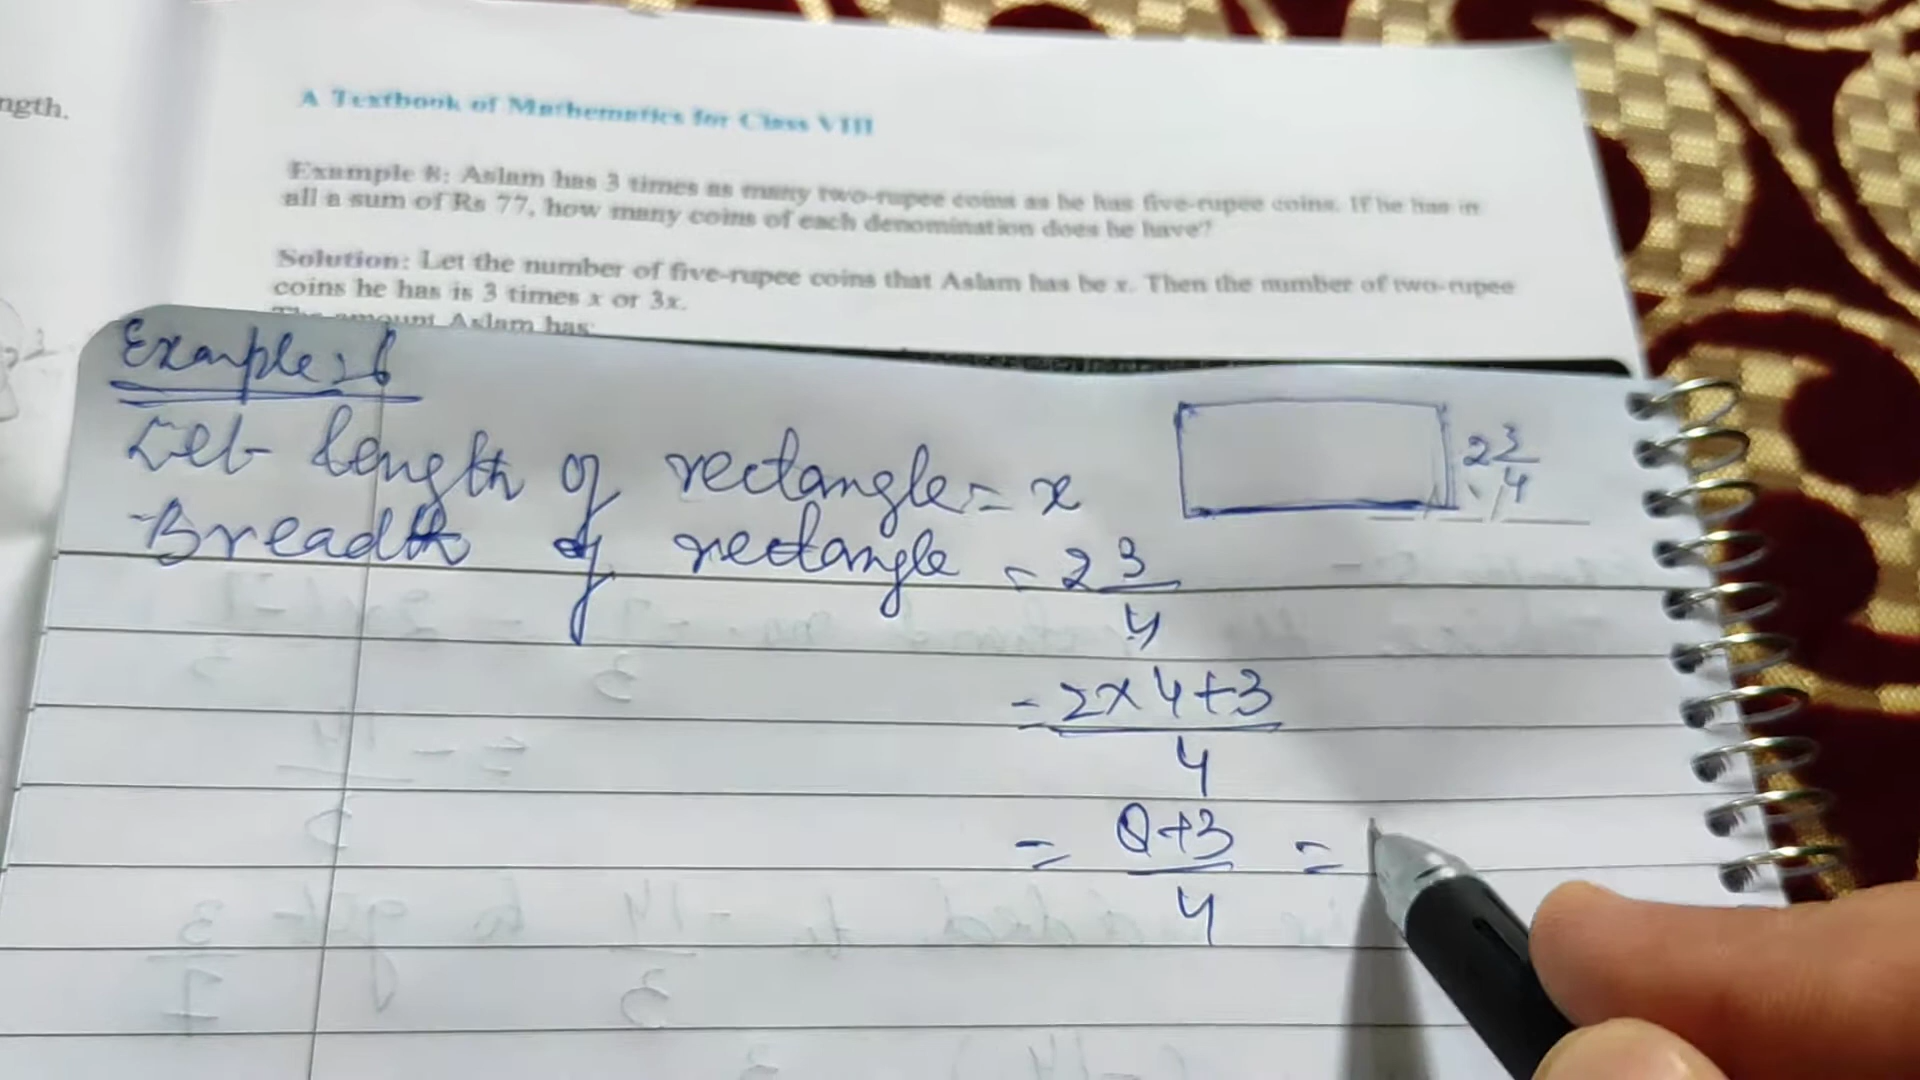 ngth.
A Textbook of Mathematics for Class VIII
Example 8: Aslam has 3 times as many two-rupee coins as he has five-rupee coins. If he has in
all a sum of Rs 77, how many coins of each denomination does he have?
Solution: Let the number of five-rupee coins that Aslam has be x. Then the number of two-rupee
coins he has is 3 times x or 3x.
The amount Aslam has:
Example: 6
Let length of rectangle = x
2 3/4
Breadth of rectangle = 2 3/4
= 2 × 4 + 3 / 4
= 8 + 3 / 4 =